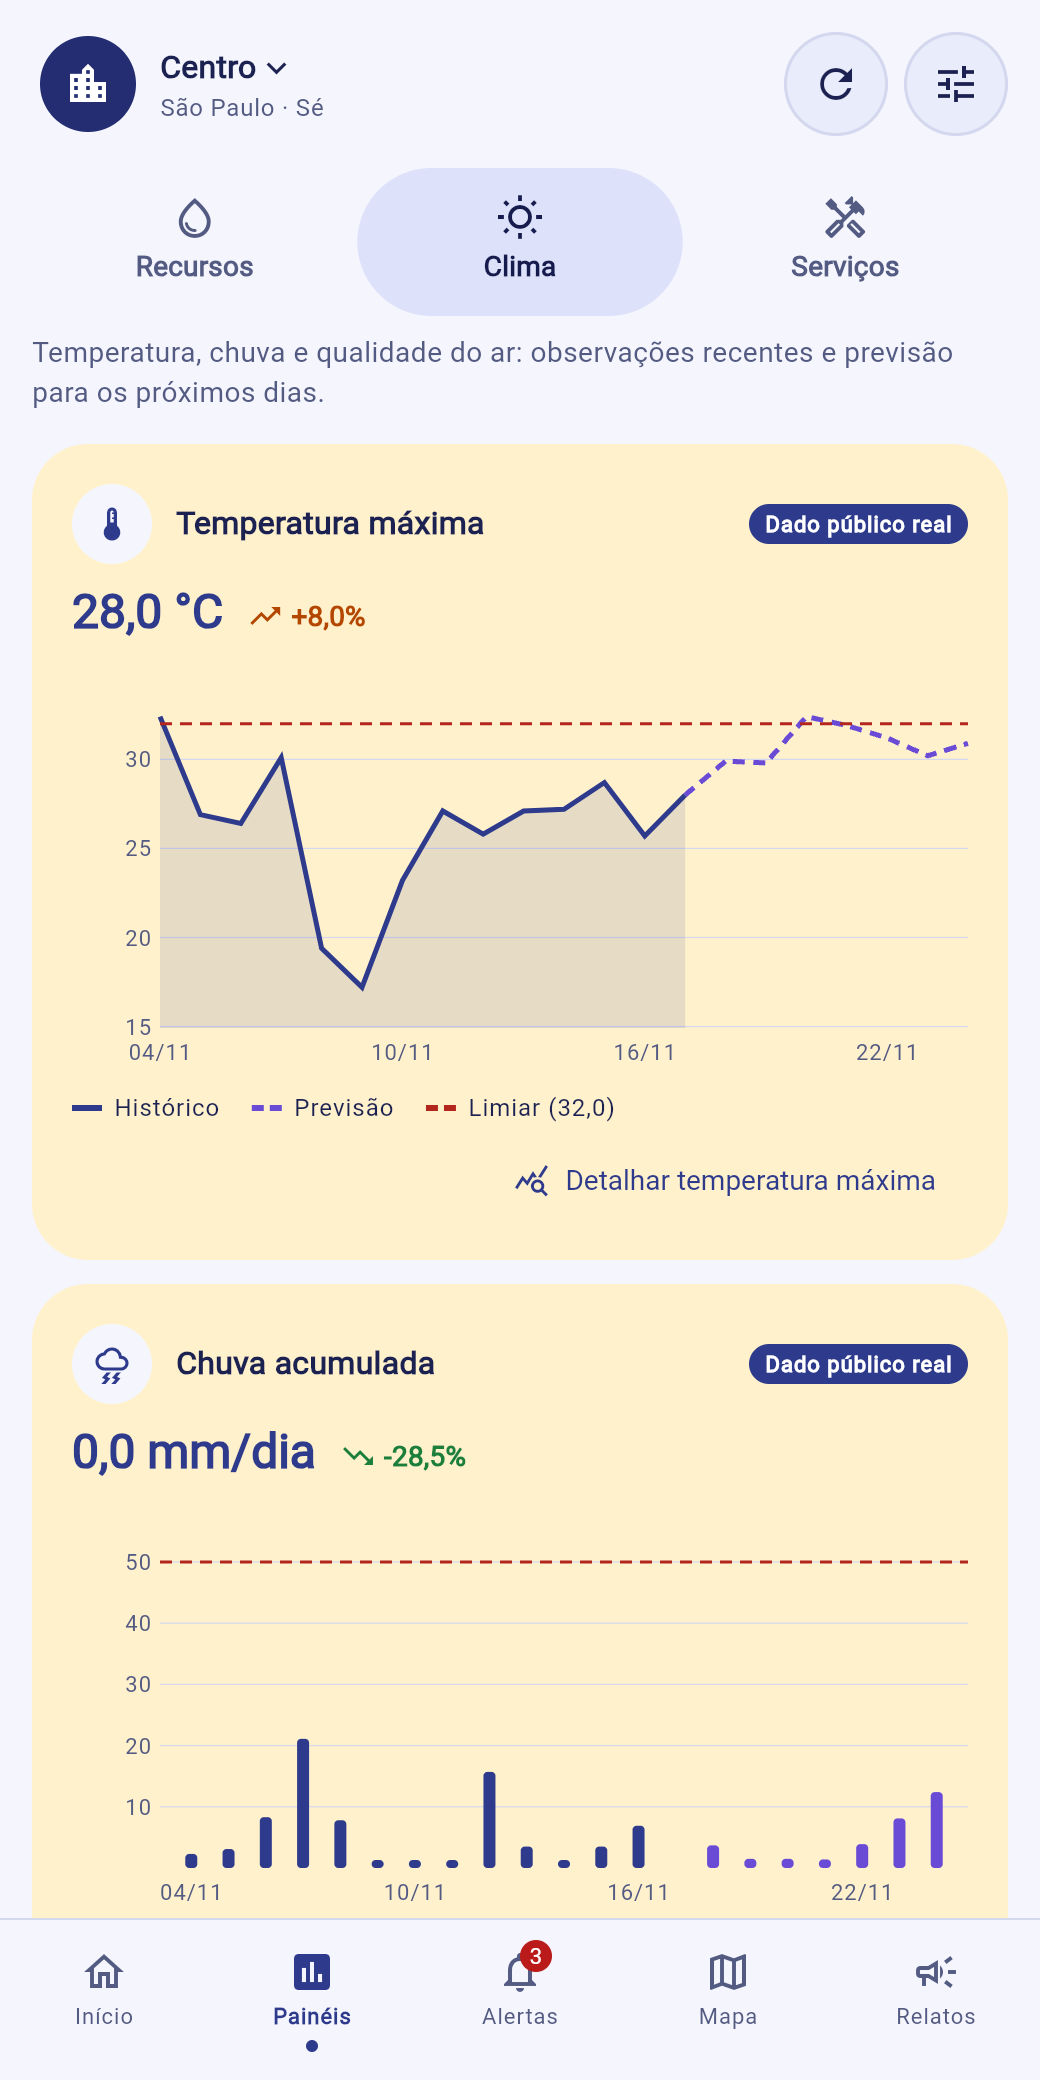 Centro
São Paulo · Sé
Recursos
Clima
Serviços
Temperatura, chuva e qualidade do ar: observações recentes e previsão
para os próximos dias.
Temperatura máxima
Dado público real
28,0 °C
+8,0%
30
25
20
15
04/11
10/11
16/11
22/11
Histórico
Previsão
Limiar (32,0)
Detalhar temperatura máxima
Chuva acumulada
Dado público real
0,0 mm/dia
-28,5%
50
40
30
20
10
04/11
10/11
16/11
22/11
3
Início
Painéis
Alertas
Mapa
Relatos